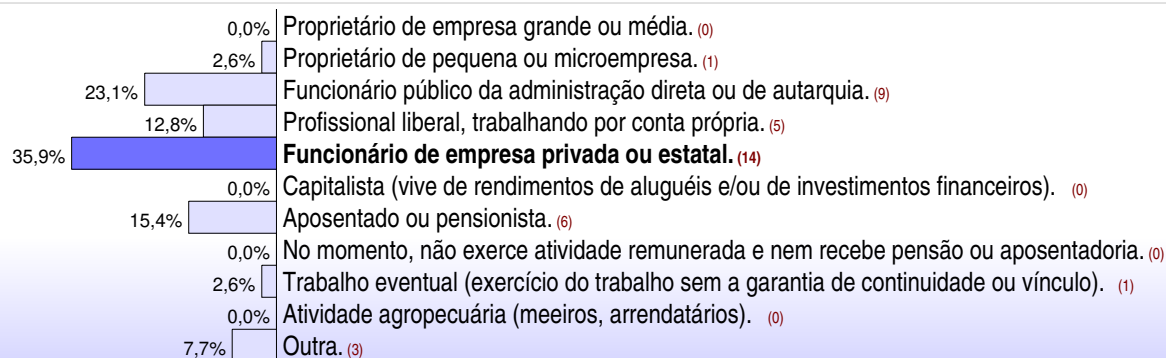 0,0% Proprietário de empresa grande ou média. (0)
2,6% Proprietário de pequena ou microempresa. (1)
23,1% Funcionário público da administração direta ou de autarquia. (9)
12,8% Profissional liberal, trabalhando por conta própria. (5)
35,9% Funcionário de empresa privada ou estatal. (14)
0,0% Capitalista (vive de rendimentos de aluguéis e/ou de investimentos financeiros). (0)
15,4% Aposentado ou pensionista. (6)
0,0% No momento, não exerce atividade remunerada e nem recebe pensão ou aposentadoria. (0)
2,6% Trabalho eventual (exercício do trabalho sem a garantia de continuidade ou vínculo). (1)
0,0% Atividade agropecuária (meeiros, arrendatários). (0)
7,7% Outra. (3)